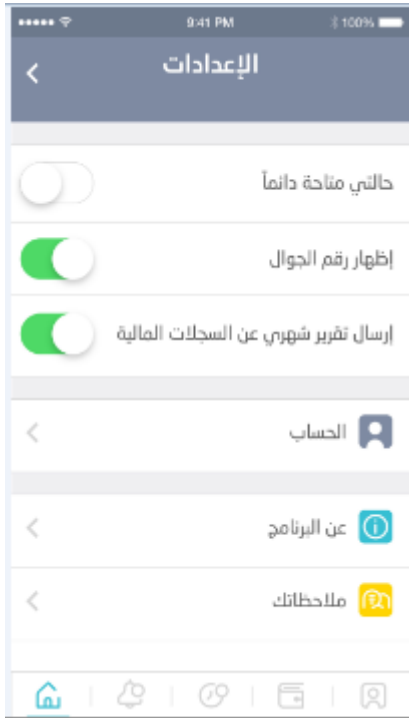 9:41 PM
100%
الإعدادات
حالتي متاحة دائماً
إظهار رقم الجوال
إرسال تقرير شهري عن السجلات المالية
الحساب
عن البرنامج
ملاحظاتك